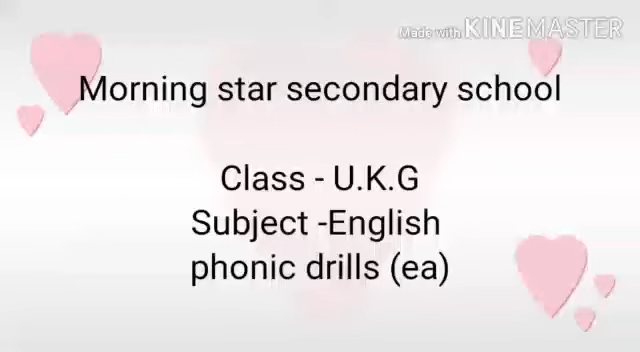 Made with KINEMASTER
Morning star secondary school
Class - U.K.G
Subject -English
phonic drills (ea)